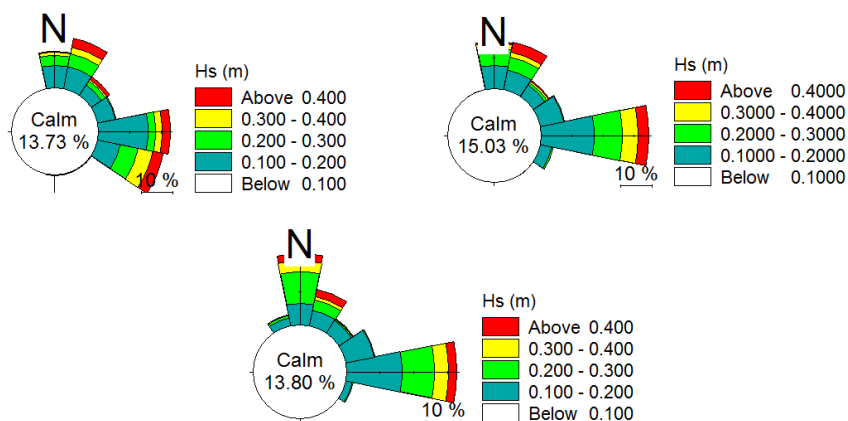 N
Calm
13.73 %
10 %
Hs (m)
Above 0.400
0.300 - 0.400
0.200 - 0.300
0.100 - 0.200
Below 0.100
N
Calm
15.03 %
10 %
Hs (m)
Above 0.4000
0.3000 - 0.4000
0.2000 - 0.3000
0.1000 - 0.2000
Below 0.1000
N
Calm
13.80 %
10 %
Hs (m)
Above 0.400
0.300 - 0.400
0.200 - 0.300
0.100 - 0.200
Below 0.100